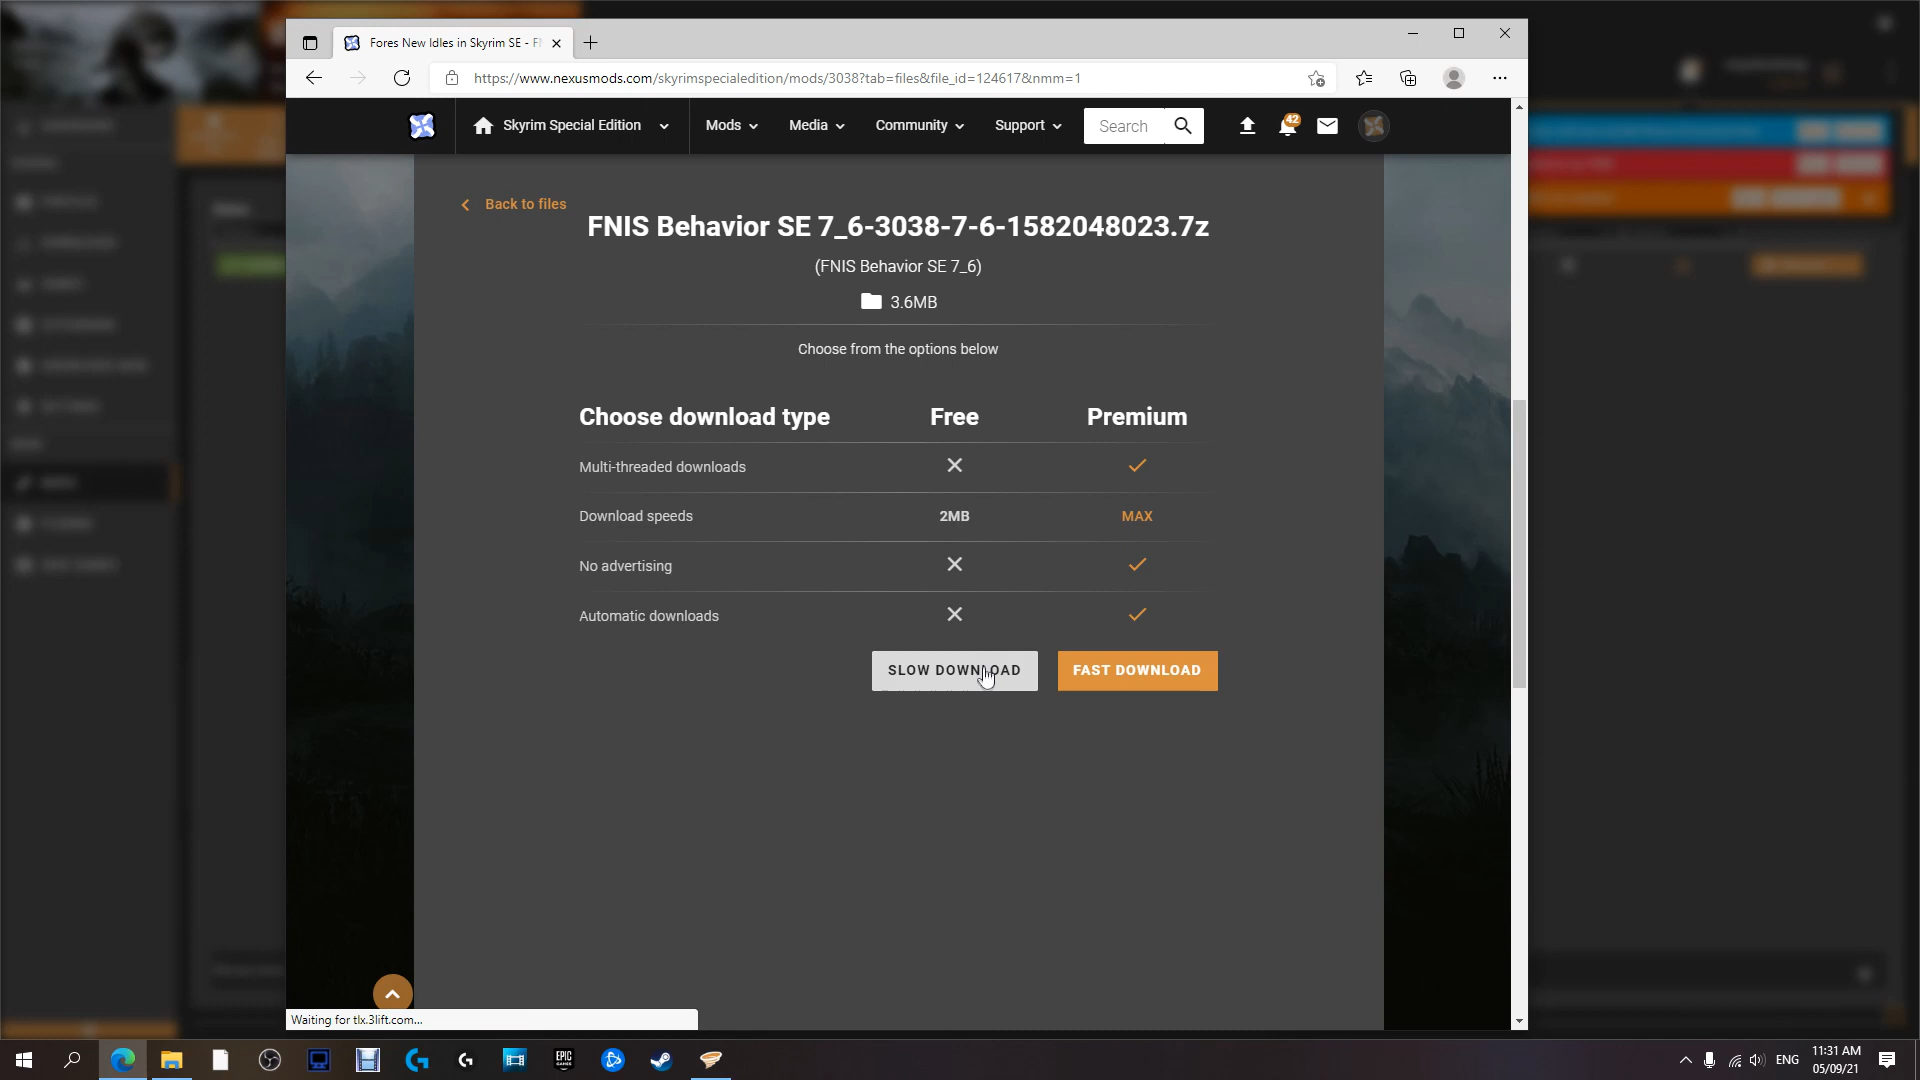 Fores New Idles in Skyrim SE - F
https://www.nexusmods.com/skyrimspecialedition/mods/3038?tab=files&file_id=124617&nmm=1
Skyrim Special Edition
Mods
Media
Community
Support
Search
42
Back to files
FNIS Behavior SE 7_6-3038-7-6-1582048023.7z
(FNIS Behavior SE 7_6)
3.6MB
Choose from the options below
Choose download type Free Premium
Multi-threaded downloads
Download speeds 2MB MAX
No advertising
Automatic downloads
SLOW DOWNLOAD FAST DOWNLOAD
Waiting for tlx.3lift.com...
EPIC GAMES
ENG
11:31 AM
05/09/21